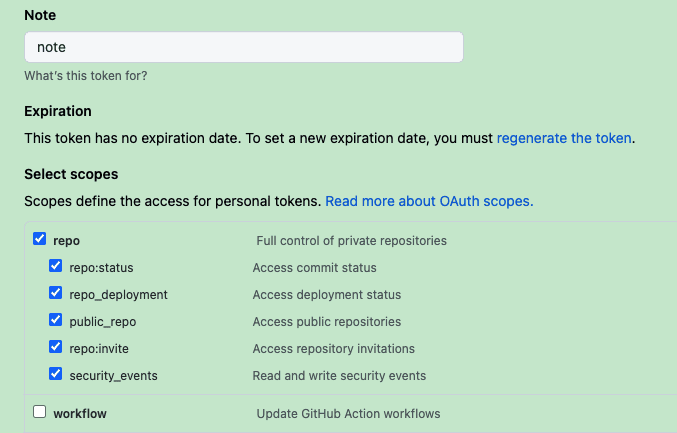 Note
note
What's this token for?
Expiration
This token has no expiration date. To set a new expiration date, you must regenerate the token.
Select scopes
Scopes define the access for personal tokens. Read more about OAuth scopes.
repo Full control of private repositories
repo:status Access commit status
repo_deployment Access deployment status
public_repo Access public repositories
repo:invite Access repository invitations
security_events Read and write security events
workflow Update GitHub Action workflows